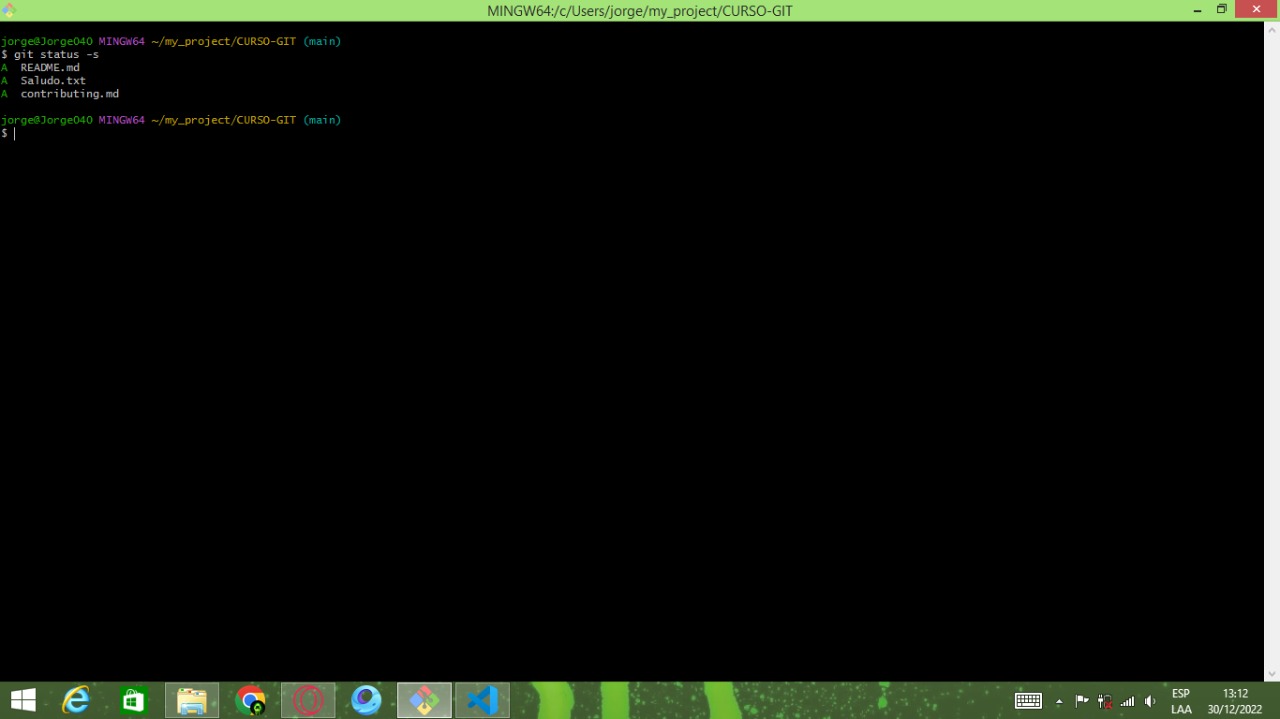 MINGW64:/c/Users/jorge/my_project/CURSO-GIT
jorge@Jorge040 MINGW64 ~/my_project/CURSO-GIT (main)
$ git status -s
A  README.md
A  Saludo.txt
A  contributing.md
jorge@Jorge040 MINGW64 ~/my_project/CURSO-GIT (main)
$
ESP
LAA
13:12
30/12/2022